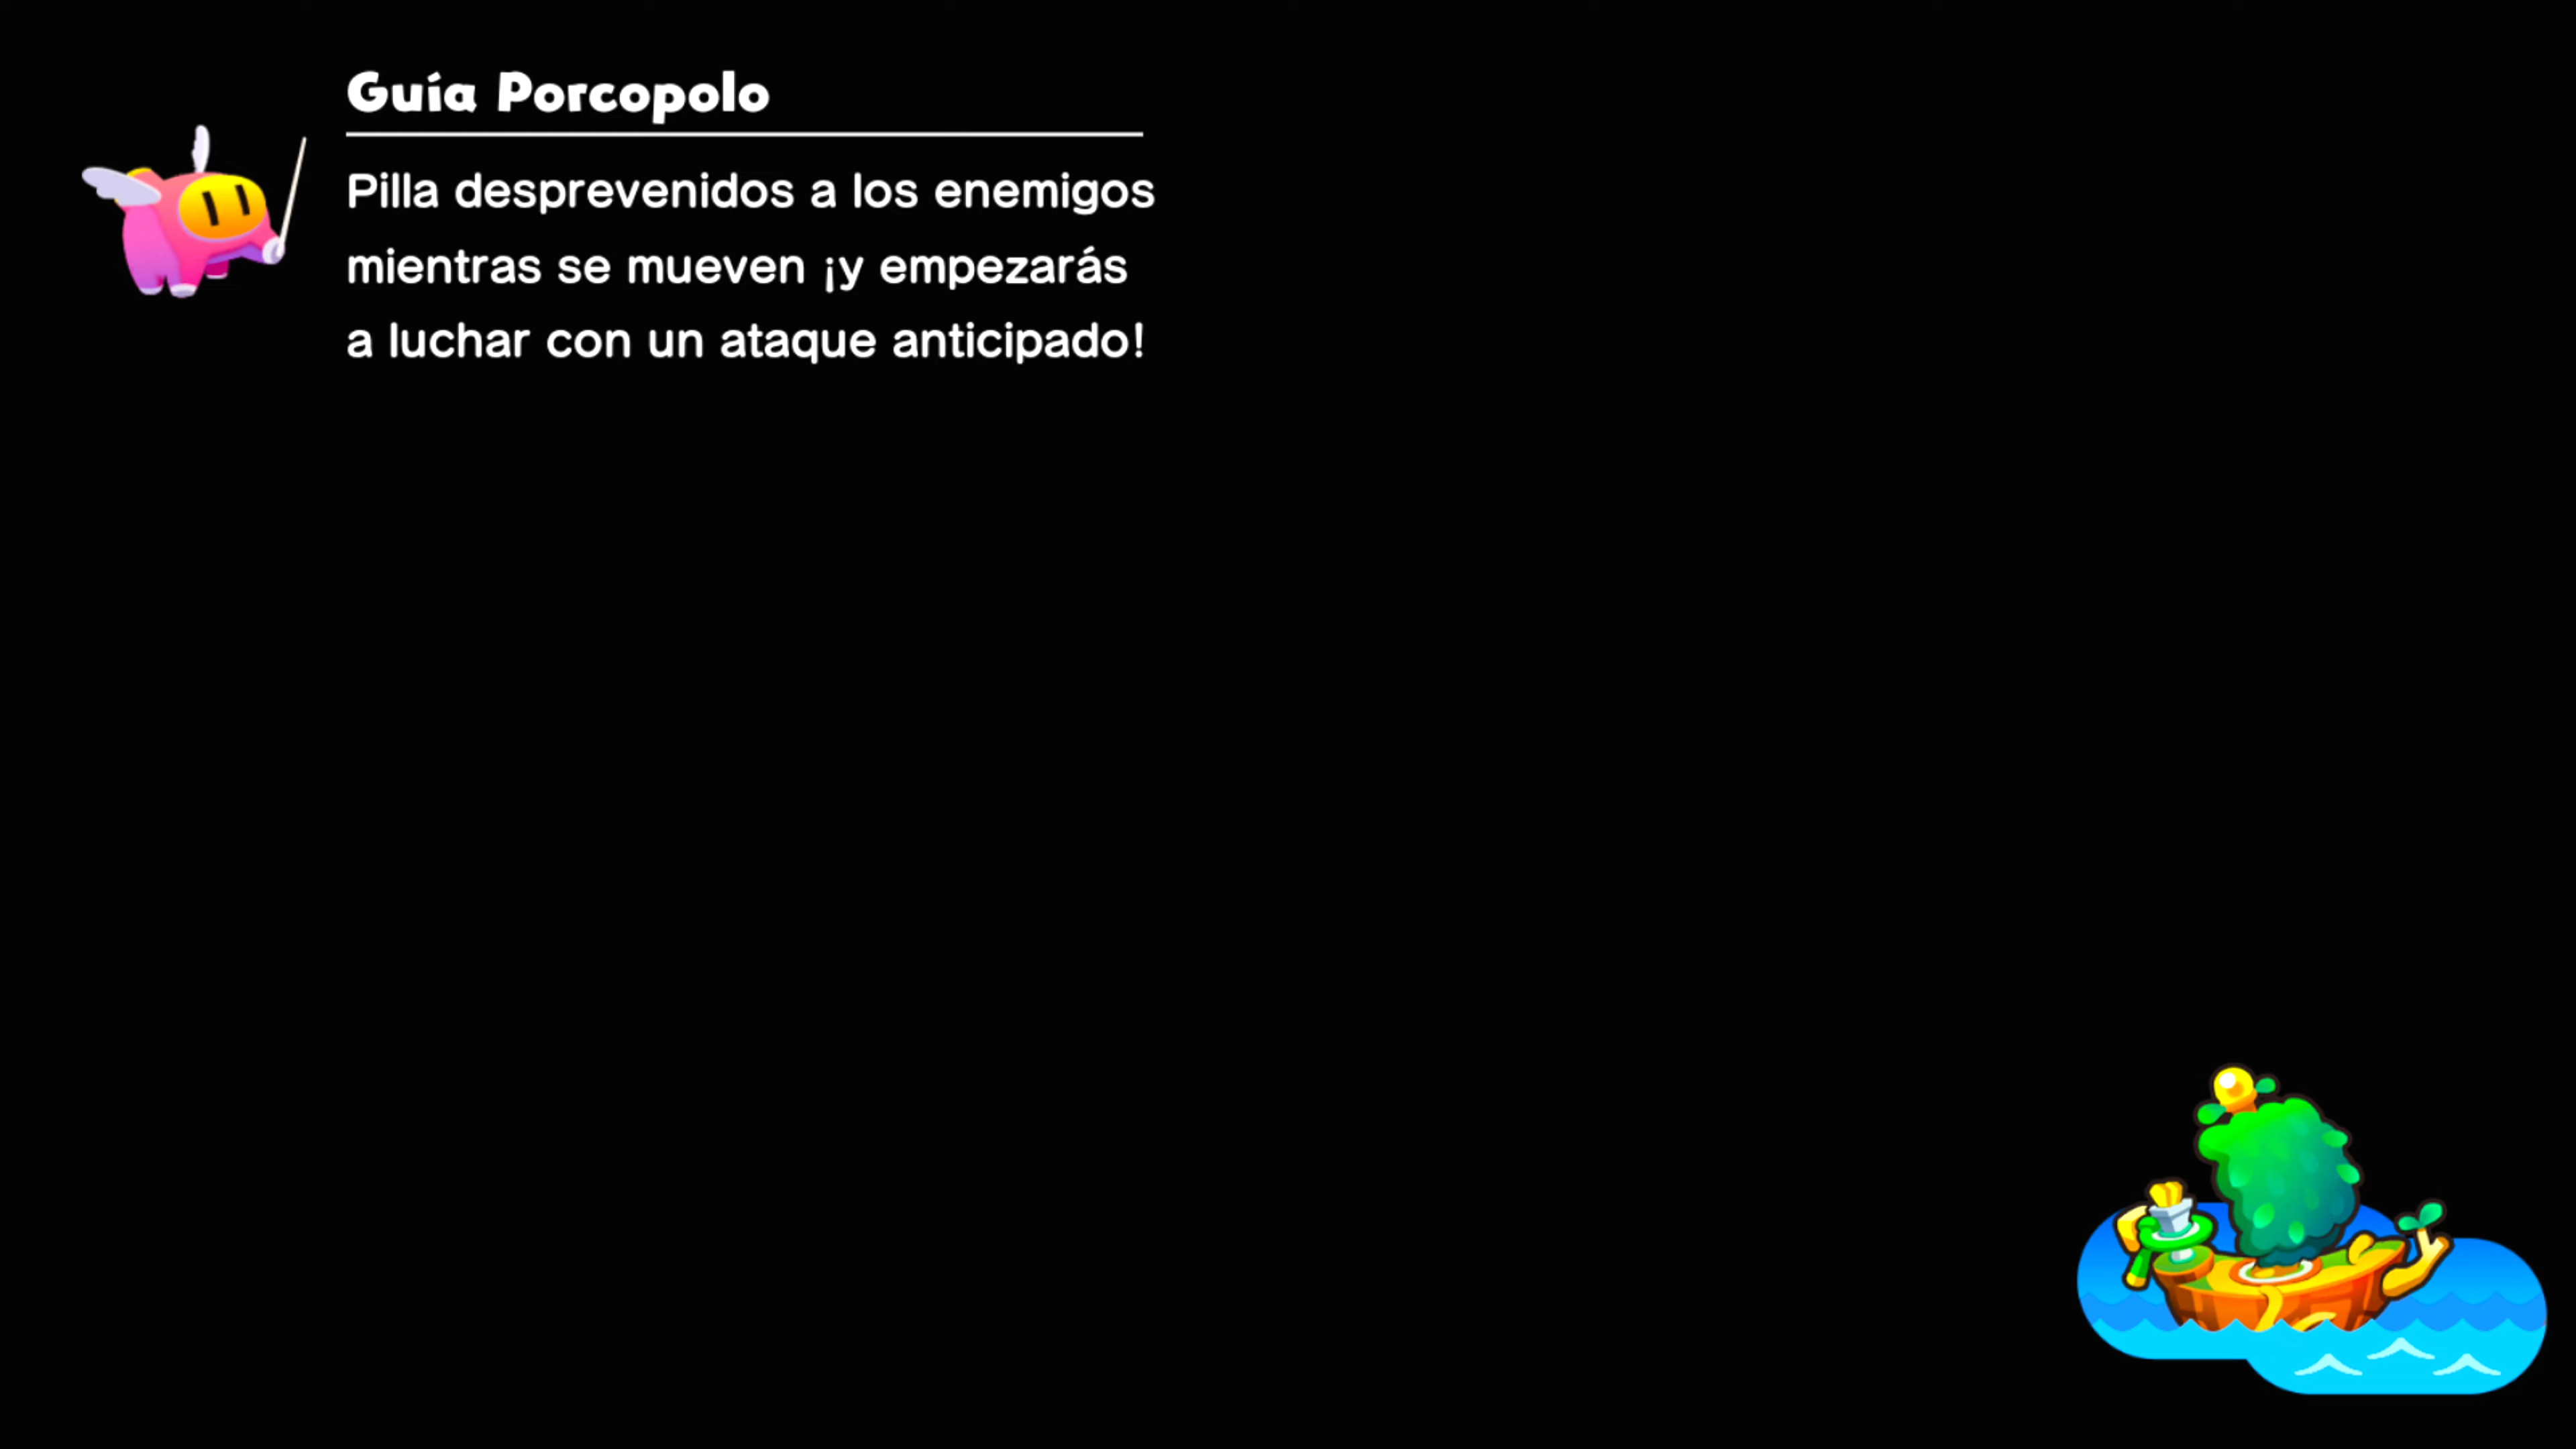 Guía Porcopolo
Pilla desprevenidos a los enemigos
mientras se mueven ¡y empezarás
a luchar con un ataque anticipado!